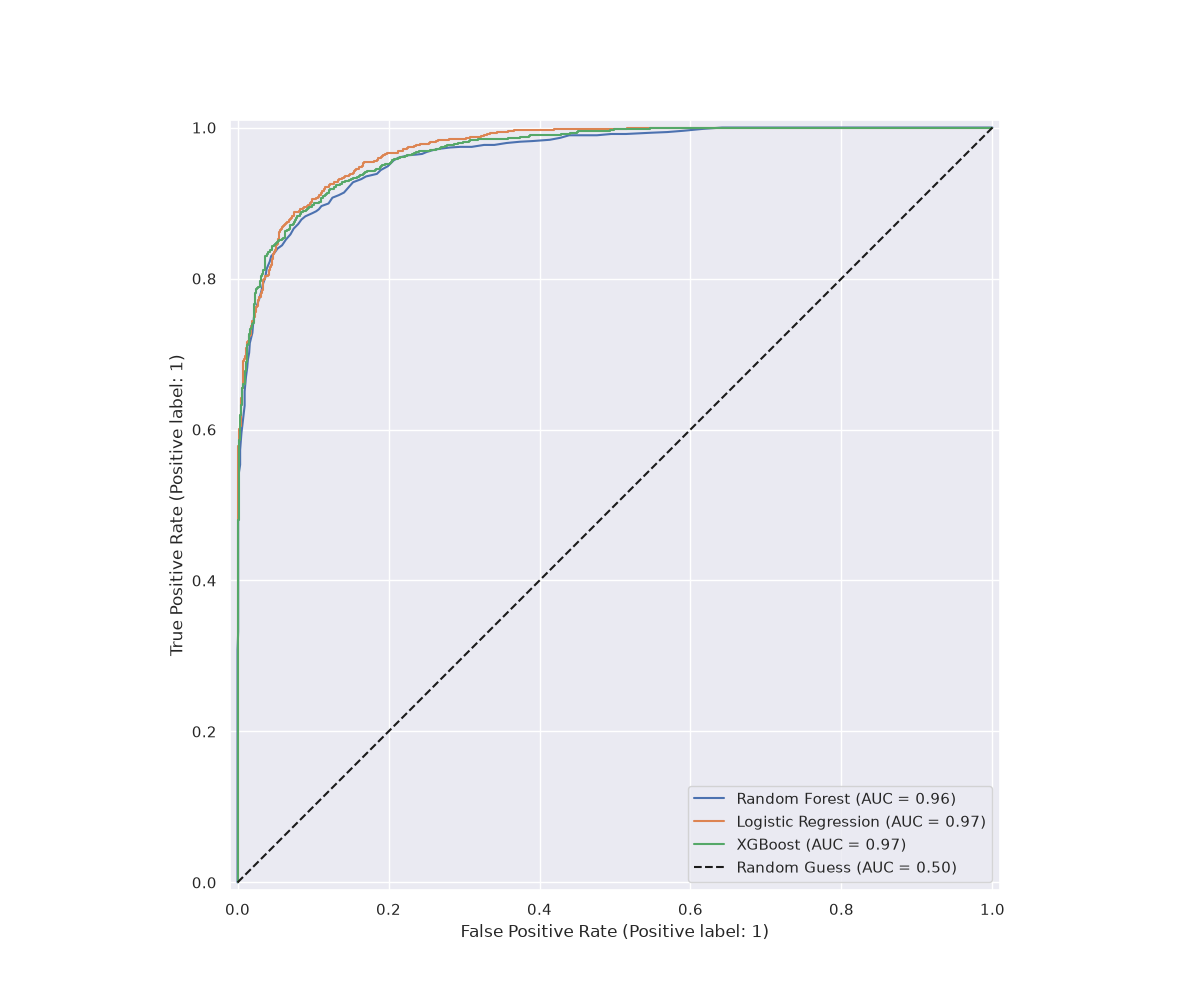 1.0
0.8
0.6
0.4
0.2
0.0
True Positive Rate (Positive label: 1)
Random Forest (AUC = 0.96)
Logistic Regression (AUC = 0.97)
XGBoost (AUC = 0.97)
Random Guess (AUC = 0.50)
0.0 0.2 0.4 0.6 0.8 1.0
False Positive Rate (Positive label: 1)